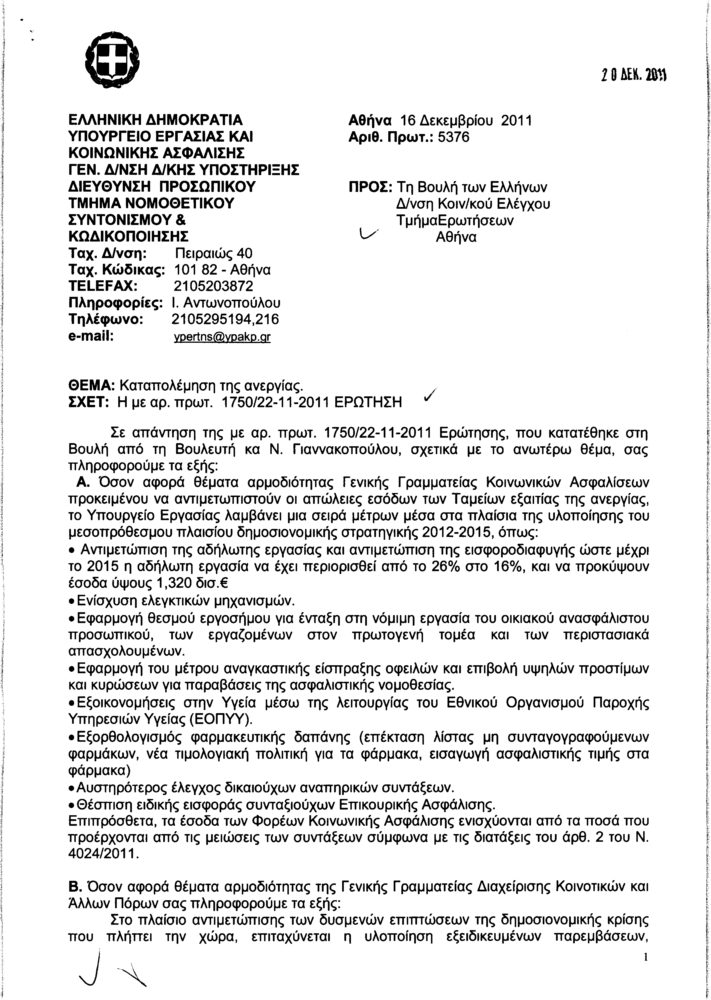 20 ΔΕΚ. 2011
ΕΛΛΗΝΙΚΗ ΔΗΜΟΚΡΑΤΙΑ
ΥΠΟΥΡΓΕΙΟ ΕΡΓΑΣΙΑΣ ΚΑΙ
ΚΟΙΝΩΝΙΚΗΣ ΑΣΦΑΛΙΣΗΣ
ΓΕΝ. Δ/ΝΣΗ Δ/ΚΗΣ ΥΠΟΣΤΗΡΙΞΗΣ
ΔΙΕΥΘΥΝΣΗ ΠΡΟΣΩΠΙΚΟΥ
ΤΜΗΜΑ ΝΟΜΟΘΕΤΙΚΟΥ
ΣΥΝΤΟΝΙΣΜΟΥ &
ΚΩΔΙΚΟΠΟΙΗΣΗΣ
Ταχ. Δ/νση: Πειραιώς 40
Ταχ. Κώδικας: 101 82 - Αθήνα
TELEFAX: 2105203872
Πληροφορίες: Ι. Αντωνοπούλου
Τηλέφωνο: 2105295194,216
e-mail: ypertns@ypakp.gr
Αθήνα 16 Δεκεμβρίου 2011
Αριθ. Πρωτ.: 5376
ΠΡΟΣ: Τη Βουλή των Ελλήνων
Δ/νση Κοιν/κού Ελέγχου
ΤμήμαΕρωτήσεων
Αθήνα
ΘΕΜΑ: Καταπολέμηση της ανεργίας.
ΣΧΕΤ: Η με αρ. πρωτ. 1750/22-11-2011 ΕΡΩΤΗΣΗ
Σε απάντηση της με αρ. πρωτ. 1750/22-11-2011 Ερώτησης, που κατατέθηκε στη
Βουλή από τη Βουλευτή κα Ν. Γιαννακοπούλου, σχετικά με το ανωτέρω θέμα, σας
πληροφορούμε τα εξής:
Α. Όσον αφορά θέματα αρμοδιότητας Γενικής Γραμματείας Κοινωνικών Ασφαλίσεων
προκειμένου να αντιμετωπιστούν οι απώλειες εσόδων των Ταμείων εξαιτίας της ανεργίας,
το Υπουργείο Εργασίας λαμβάνει μια σειρά μέτρων μέσα στα πλαίσια της υλοποίησης του
μεσοπρόθεσμου πλαισίου δημοσιονομικής στρατηγικής 2012-2015, όπως:
• Αντιμετώπιση της αδήλωτης εργασίας και αντιμετώπιση της εισφοροδιαφυγής ώστε μέχρι
το 2015 η αδήλωτη εργασία να έχει περιορισθεί από το 26% στο 16%, και να προκύψουν
έσοδα ύψους 1,320 δισ.€
• Ενίσχυση ελεγκτικών μηχανισμών.
• Εφαρμογή θεσμού εργοσήμου για ένταξη στη νόμιμη εργασία του οικιακού ανασφάλιστου
προσωπικού, των εργαζομένων στον πρωτογενή τομέα και των περιστασιακά
απασχολουμένων.
• Εφαρμογή του μέτρου αναγκαστικής είσπραξης οφειλών και επιβολή υψηλών προστίμων
και κυρώσεων για παραβάσεις της ασφαλιστικής νομοθεσίας.
• Εξοικονομήσεις στην Υγεία μέσω της λειτουργίας του Εθνικού Οργανισμού Παροχής
Υπηρεσιών Υγείας (ΕΟΠΥΥ).
• Εξορθολογισμός φαρμακευτικής δαπάνης (επέκταση λίστας μη συνταγογραφούμενων
φαρμάκων, νέα τιμολογιακή πολιτική για τα φάρμακα, εισαγωγή ασφαλιστικής τιμής στα
φάρμακα)
• Αυστηρότερος έλεγχος δικαιούχων αναπηρικών συντάξεων.
• Θέσπιση ειδικής εισφοράς συνταξιούχων Επικουρικής Ασφάλισης.
Επιπρόσθετα, τα έσοδα των Φορέων Κοινωνικής Ασφάλισης ενισχύονται από τα ποσά που
προέρχονται από τις μειώσεις των συντάξεων σύμφωνα με τις διατάξεις του άρθ. 2 του Ν.
4024/2011.
Β. Όσον αφορά θέματα αρμοδιότητας της Γενικής Γραμματείας Διαχείρισης Κοινοτικών και
Άλλων Πόρων σας πληροφορούμε τα εξής:
Στο πλαίσιο αντιμετώπισης των δυσμενών επιπτώσεων της δημοσιονομικής κρίσης
που πλήττει την χώρα, επιταχύνεται η υλοποίηση εξειδικευμένων παρεμβάσεων,
1